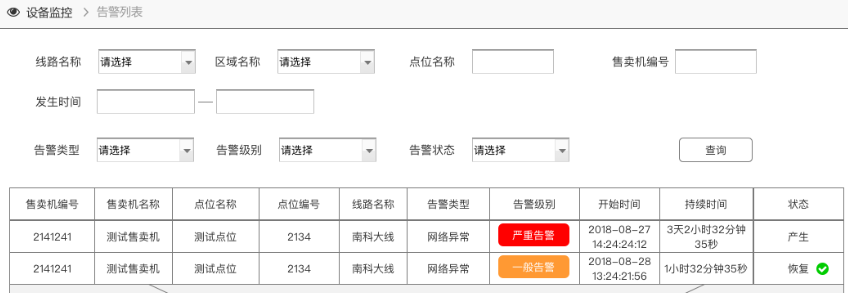 设备监控 > 告警列表
线路名称 请选择 区域名称 请选择 点位名称 售卖机编号
发生时间 —
告警类型 请选择 告警级别 请选择 告警状态 请选择 查询
售卖机编号 售卖机名称 点位名称 点位编号 线路名称 告警类型 告警级别 开始时间 持续时间 状态
2141241 测试售卖机 测试点位 2134 南科大线 网络异常 严重告警 2018-08-27 14:24:24:12 3天2小时32分钟35秒 产生
2141241 测试售卖机 测试点位 2134 南科大线 网络异常 一般告警 2018-08-28 13:24:21:56 1小时32分钟35秒 恢复